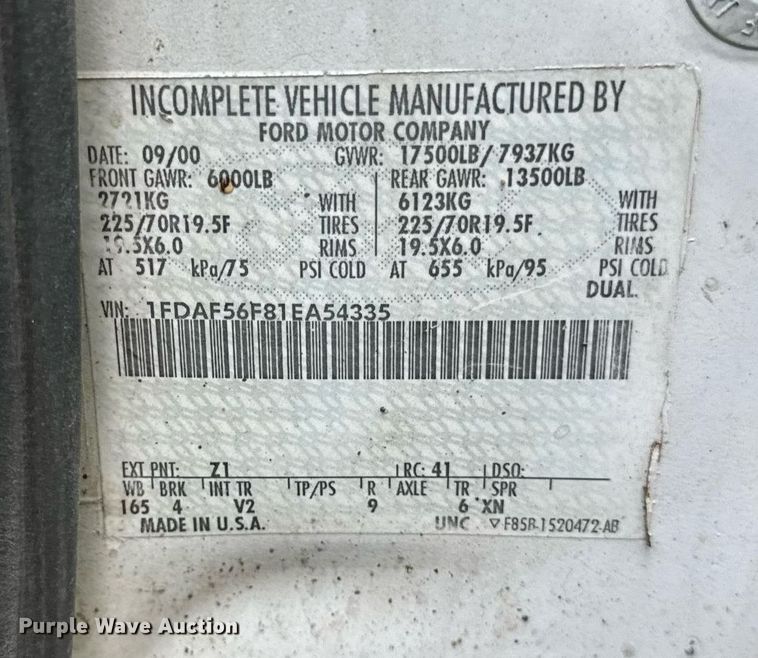 INCOMPLETE VEHICLE MANUFACTURED BY
FORD MOTOR COMPANY
DATE: 09/00 GVWR: 17500LB/ 7937KG
FRONT GAWR: 6000LB REAR GAWR: 13500LB
2721KG WITH 6123KG WITH
225/70R19.5F TIRES 225/70R19.5F TIRES
19.5X6.0 RIMS 19.5X6.0 RIMS
AT 517 kPa/75 PSI COLD AT 655 kPa/95 PSI COLD
DUAL
VIN: 1FDAF56F81EA54335
EXT PNT: Z1 RC: 41 DSO:
WB BRK INT TR TP/PS R AXLE TR SPR
165 4 V2 9 6 XN
MADE IN U.S.A. UNC F85B-1520472-AB
Purple Wave Auction